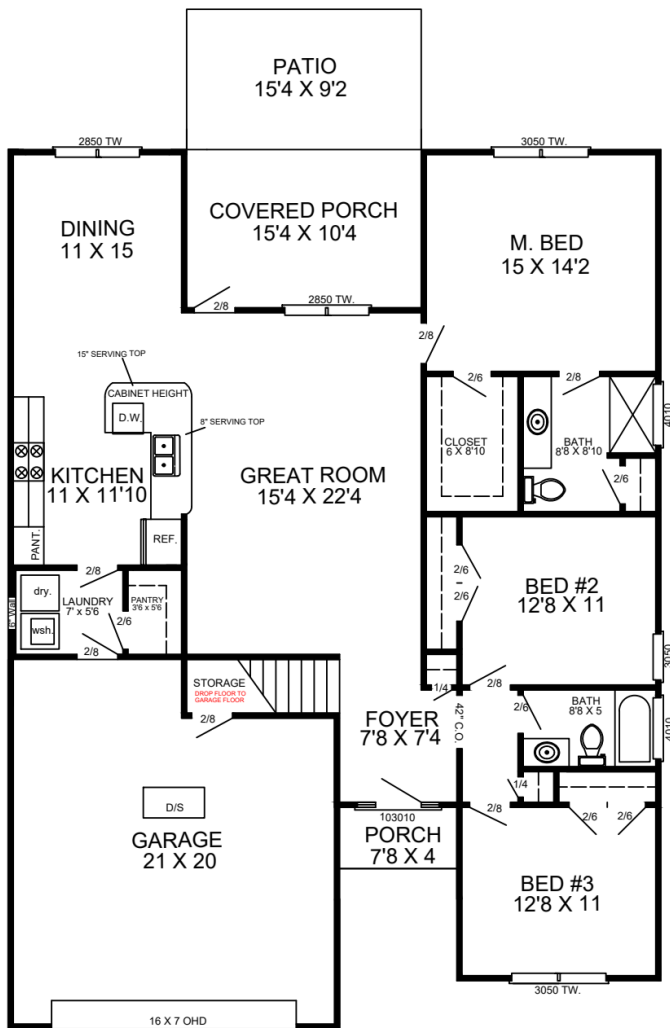 PATIO
15'4 X 9'2
2850 TW
3050 TW.
DINING
11 X 15
COVERED PORCH
15'4 X 10'4
M. BED
15 X 14'2
2/8
2850 TW.
2/8
15" SERVING TOP
CABINET HEIGHT
D.W.
8" SERVING TOP
2/6
2/8
4010
CLOSET
6 X 8'10
BATH
8'8 X 8'10
2/6
KITCHEN
11 X 11'10
GREAT ROOM
15'4 X 22'4
PANT.
REF.
2/8
dry.
LAUNDRY
7' x 5'6
PANTRY
3'6 x 5'6
2/6
6" Wall
wsh.
2/8
2/6
2/6
BED #2
12'8 X 11
3050
STORAGE
DROP FLOOR TO
GARAGE FLOOR
2/8
1/4
2/8
FOYER
7'8 X 7'4
42" C.O.
2/6
BATH
8'8 X 5
4010
1/4
2/8
2/6
2/6
D/S
GARAGE
21 X 20
103010
PORCH
7'8 X 4
BED #3
12'8 X 11
3050 TW.
16 X 7 OHD